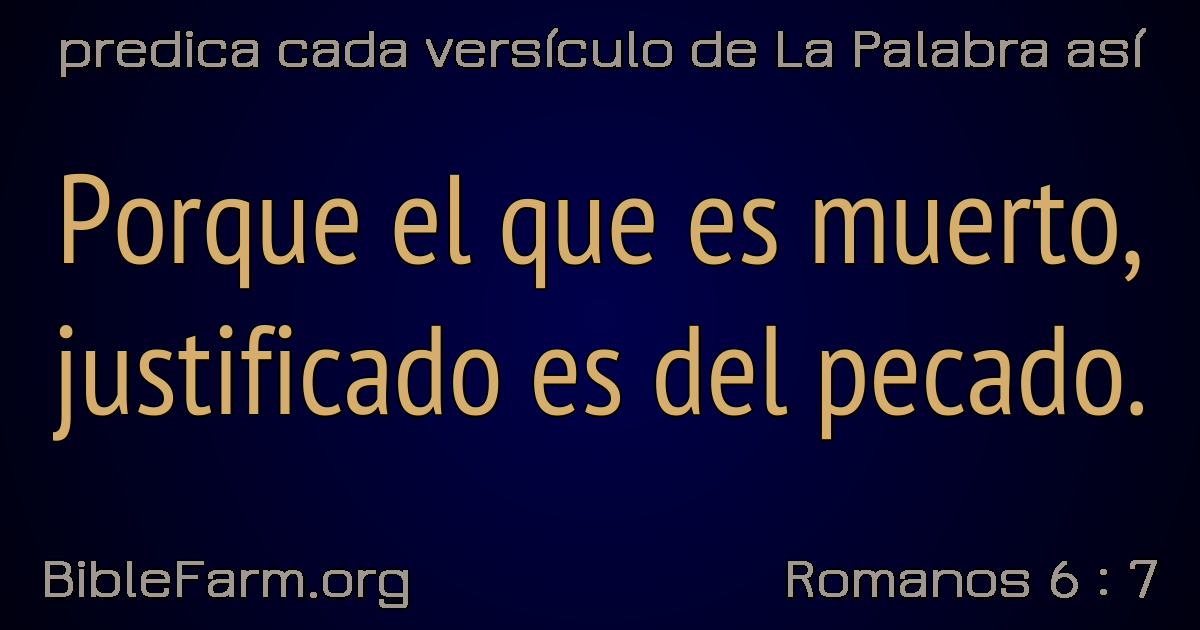 predica cada versículo de La Palabra así
Porque el que es muerto,
justificado es del pecado.
BibleFarm.org
Romanos 6 : 7